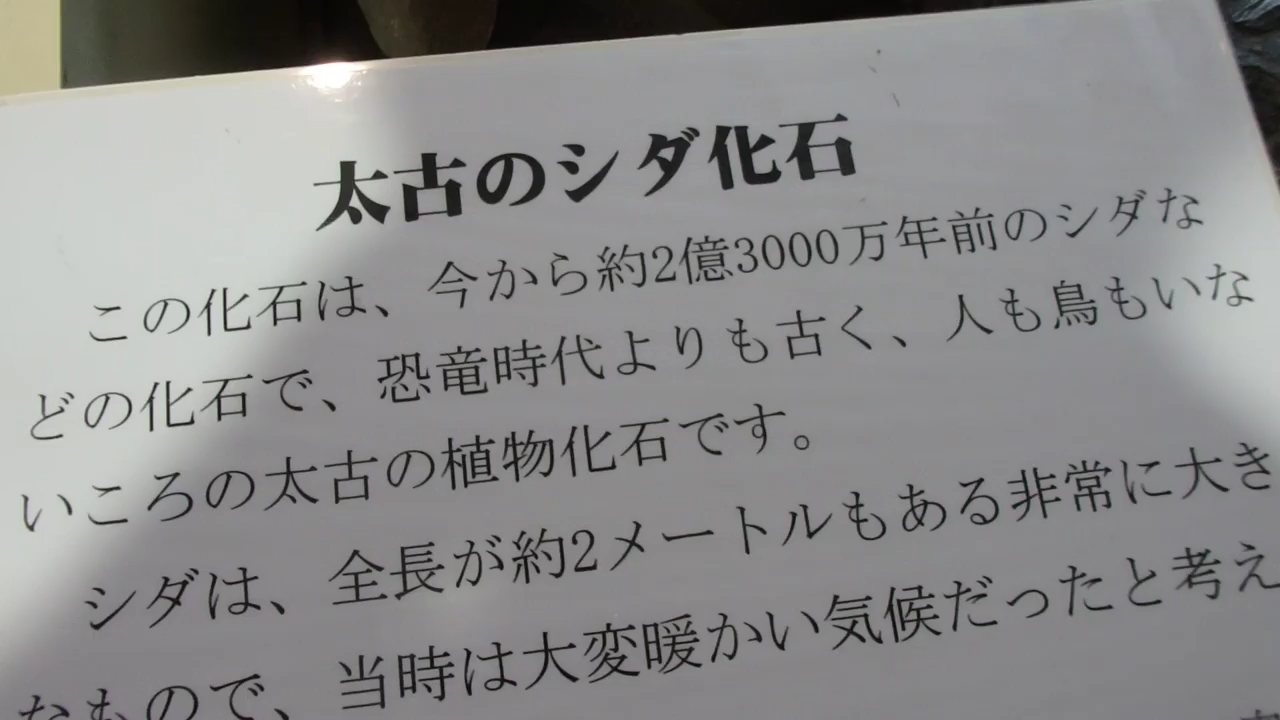 太古のシダ化石
この化石は、今から約2億3000万年前のシダな
どの化石で、恐竜時代よりも古く、人も鳥もいな
いころの太古の植物化石です。
シダは、全長が約2メートルもある非常に大き
なもので、当時は大変暖かい気候だったと考え